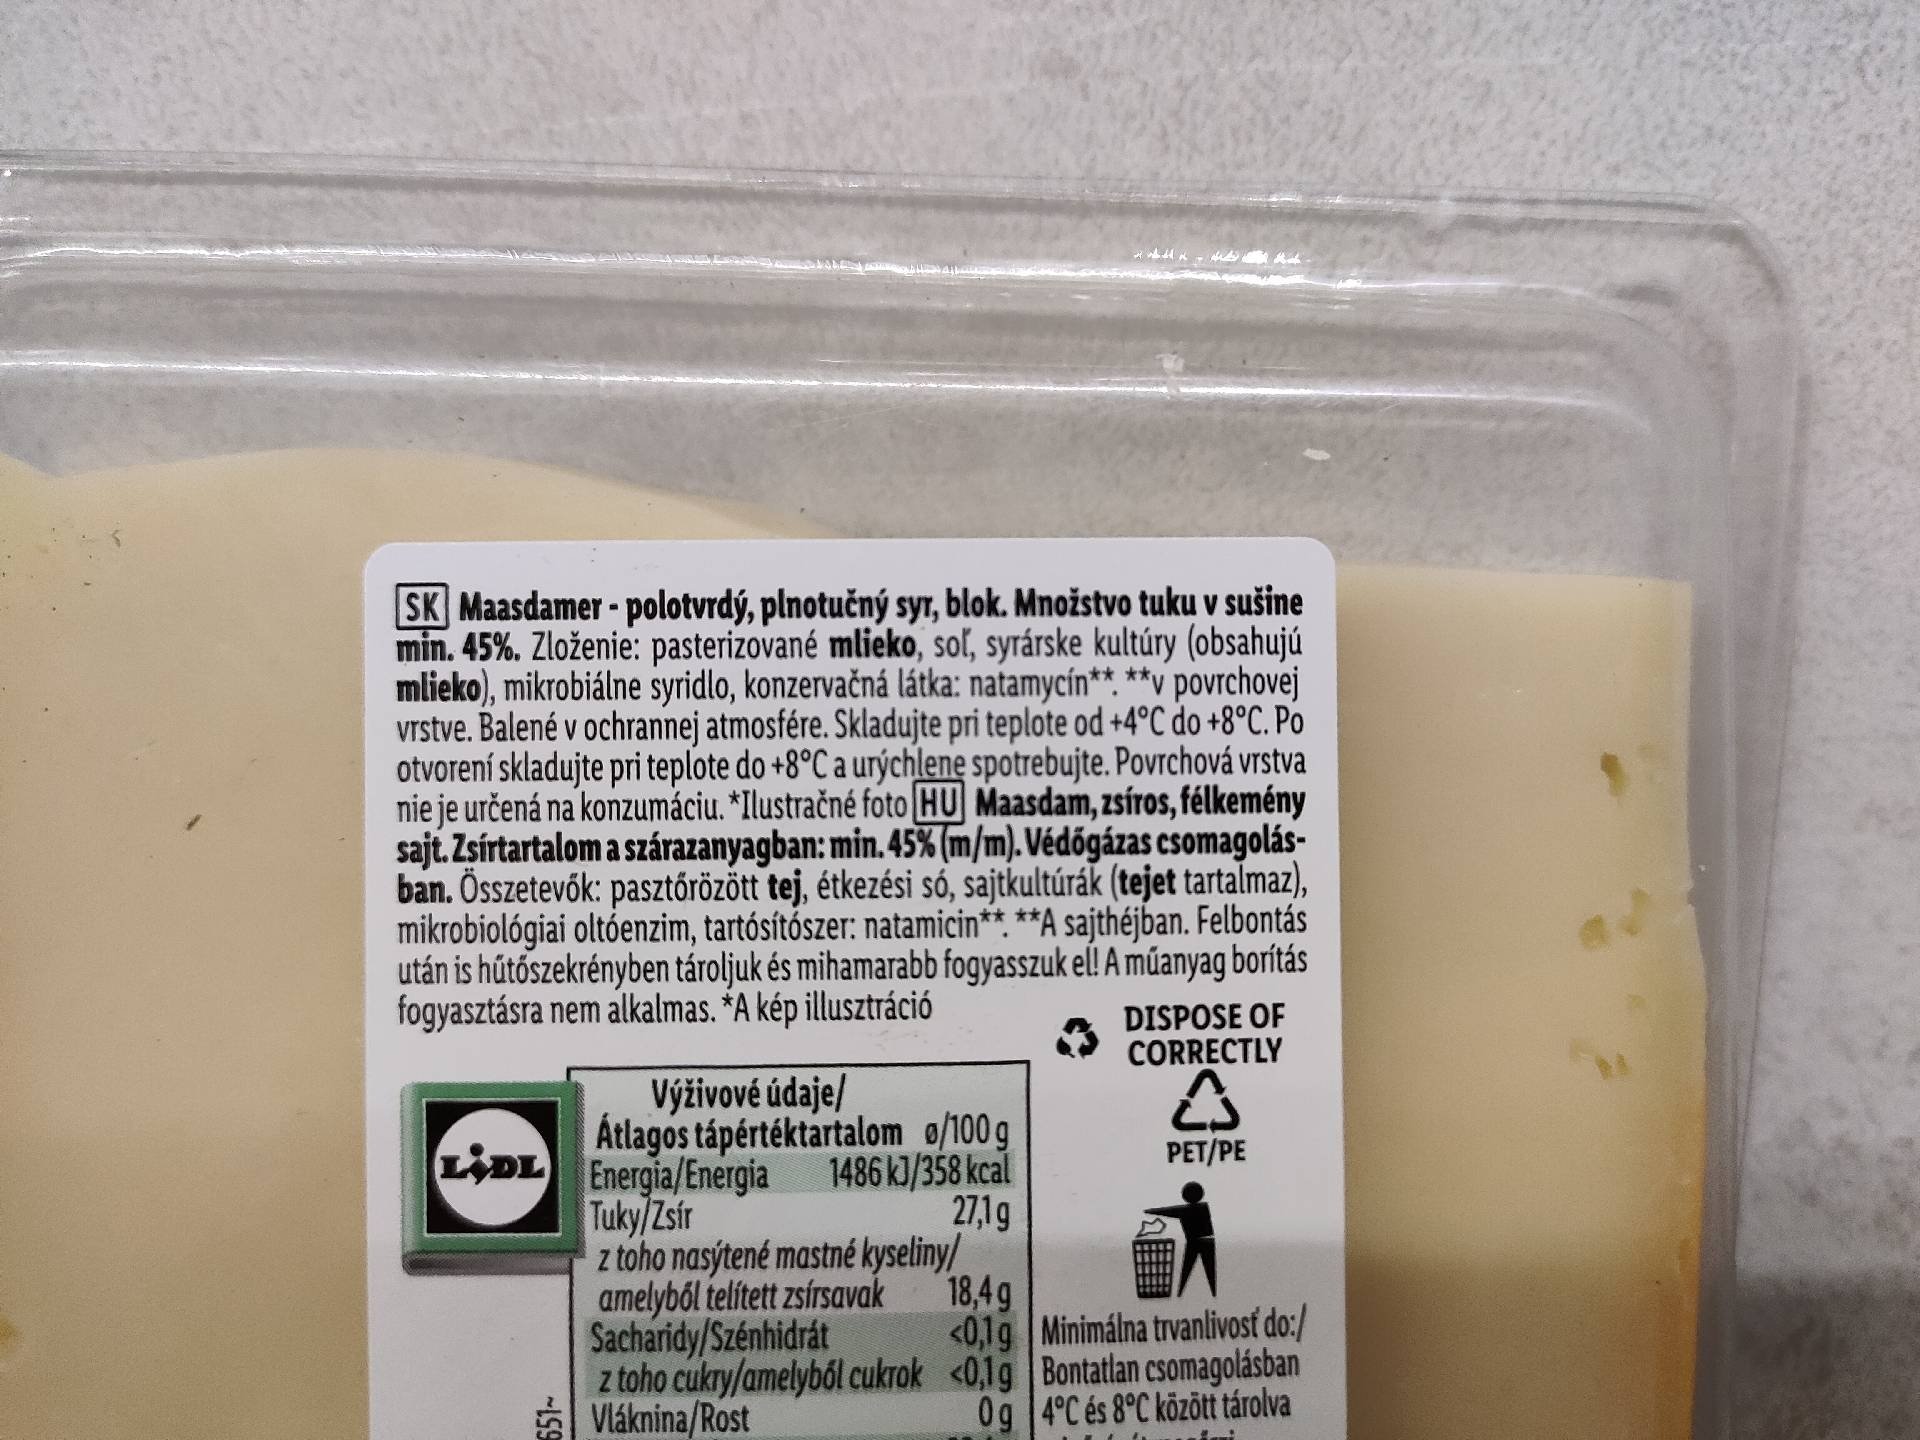 SK Maasdamer - polotvrdý, plnotučný syr, blok. Množstvo tuku v sušine
min. 45%. Zloženie: pasterizované mlieko, soľ, syrárske kultúry (obsahujú
mlieko), mikrobiálne syridlo, konzervačná látka: natamycín**. **v povrchovej
vrstve. Balené v ochrannej atmosfére. Skladujte pri teplote od +4°C do +8°C. Po
otvorení skladujte pri teplote do +8°C a urýchlene spotrebujte. Povrchová vrstva
nie je určená na konzumáciu. *Ilustračné foto HU Maasdam, zsíros, félkemény
sajt. Zsírtartalom a szárazanyagban: min. 45% (m/m). Védőgázas csomagolás-
ban. Összetevők: pasztőrözött tej, étkezési só, sajtkultúrák (tejet tartalmaz),
mikrobiológiai oltóenzim, tartósítószer: natamicin**. **A sajthéjban. Felbontás
után is hűtőszekrényben tároljuk és mihamarabb fogyasszuk el! A műanyag borítás
fogyasztásra nem alkalmas. *A kép illusztráció
DISPOSE OF
CORRECTLY
PET/PE
LIDL
Výživové údaje/
Átlagos tápértéktartalom ø/100 g
Energia/Energia 1486 kJ/358 kcal
Tuky/Zsír 27,1 g
z toho nasýtené mastné kyseliny/
amelyből telített zsírsavak 18,4 g
Sacharidy/Szénhidrát <0,1 g
z toho cukry/amelyből cukrok <0,1 g
Vláknina/Rost 0 g
Minimálna trvanlivosť do:/
Bontatlan csomagolásban
4°C és 8°C között tárolva
651~